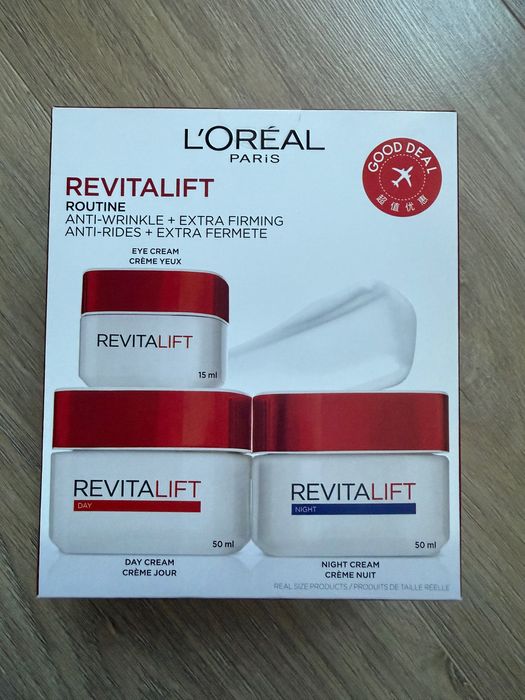 L'ORÉAL
PARIS
GOOD DEAL
超值优惠
REVITALIFT
ROUTINE
ANTI-WRINKLE + EXTRA FIRMING
ANTI-RIDES + EXTRA FERMETE
EYE CREAM
CRÈME YEUX
REVITALIFT
15 ml
REVITALIFT
DAY
50 ml
REVITALIFT
NIGHT
50 ml
DAY CREAM
CRÈME JOUR
NIGHT CREAM
CRÈME NUIT
REAL SIZE PRODUCTS / PRODUITS DE TAILLE RÉELLE